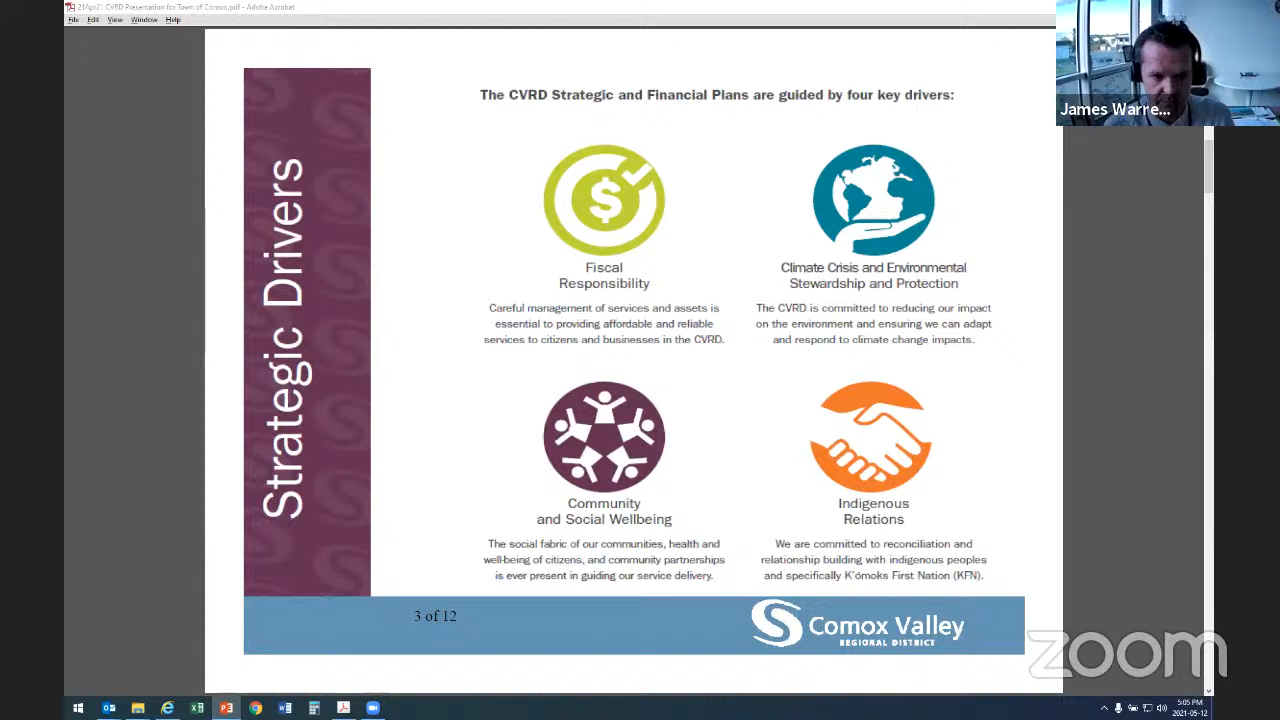 21Apr21 CVRD Presentation for Town of Comox.pdf - Adobe Acrobat
File Edit View Window Help
The CVRD Strategic and Financial Plans are guided by four key drivers:
James Warre...
Strategic Drivers
$
Fiscal
Responsibility
Careful management of services and assets is
essential to providing affordable and reliable
services to citizens and businesses in the CVRD.
Climate Crisis and Environmental
Stewardship and Protection
The CVRD is committed to reducing our impact
on the environment and ensuring we can adapt
and respond to climate change impacts.
Community
and Social Wellbeing
The social fabric of our communities, health and
well-being of citizens, and community partnerships
is ever present in guiding our service delivery.
Indigenous
Relations
We are committed to reconciliation and
relationship building with indigenous peoples
and specifically K'ómoks First Nation (KFN).
3 of 12
Comox Valley
REGIONAL DISTRICT
zoom
5:05 PM
2021-05-12